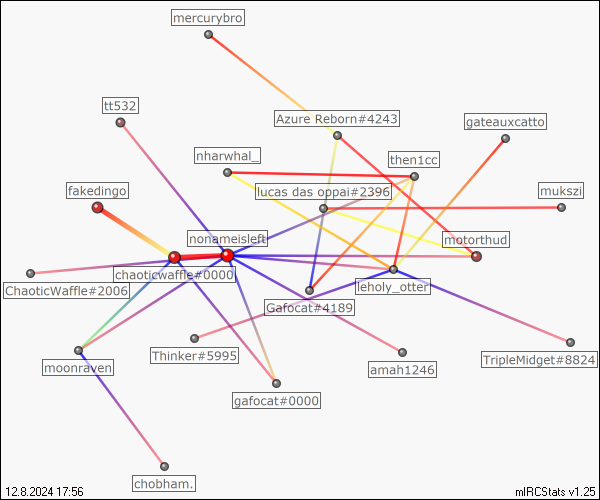 mercurybro
tt532
Azure Reborn#4243
gateauxcatto
nharwhal_
then1cc
fakedingo
lucas das oppai#2396
mukszi
nonameisleft
motorthud
chaoticwaffle#0000
ChaoticWaffle#2006
leholy_otter
Gafocat#4189
Thinker#5995
amah1246
TripleMidget#8824
moonraven
gafocat#0000
chobham.
12.8.2024 17:56
mIRCStats v1.25